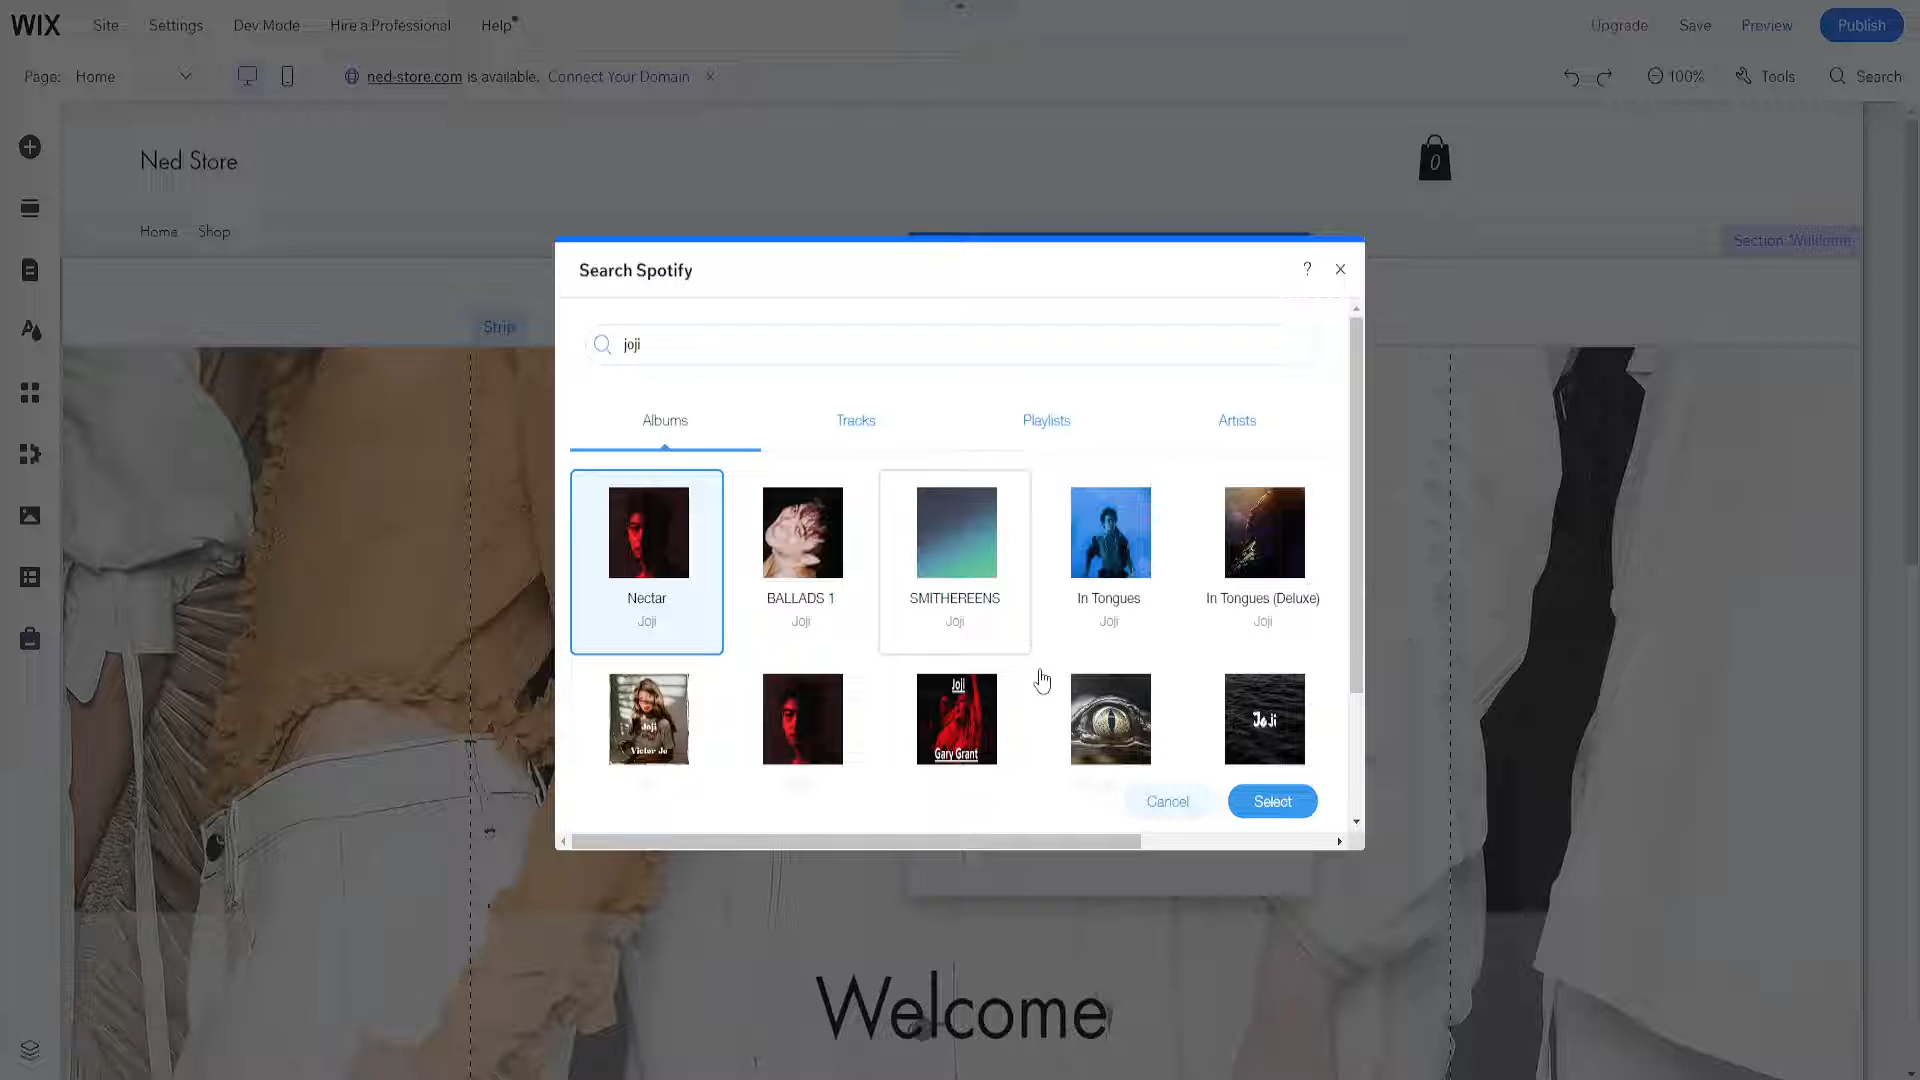 WIX Site Settings Dev Mode Hire a Professional Help Upgrade Save Preview Publish
Page: Home ned-store.com is available. Connect Your Domain 100% Tools Search
Ned Store
0
Home Shop
Section: Welcome
Strip
Search Spotify ?
joji
Albums Tracks Playlists Artists
Nectar BALLADS 1 SMITHEREENS In Tongues In Tongues (Deluxe)
Joji Joji Joji Joji Joji
Joji
Joji
Victor Jo
Gary Grant
Joji
Cancel Select
Welcome